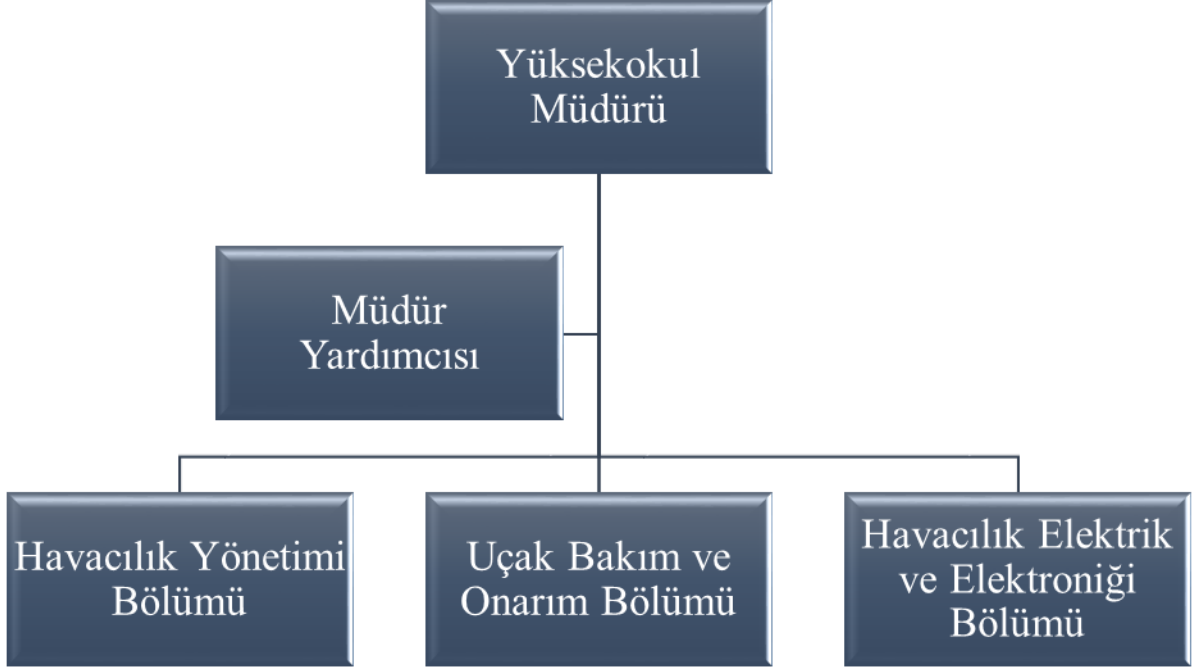 Yüksekokul
Müdürü
Müdür
Yardımcısı
Havacılık Yönetimi
Bölümü
Uçak Bakım ve
Onarım Bölümü
Havacılık Elektrik
ve Elektroniği
Bölümü